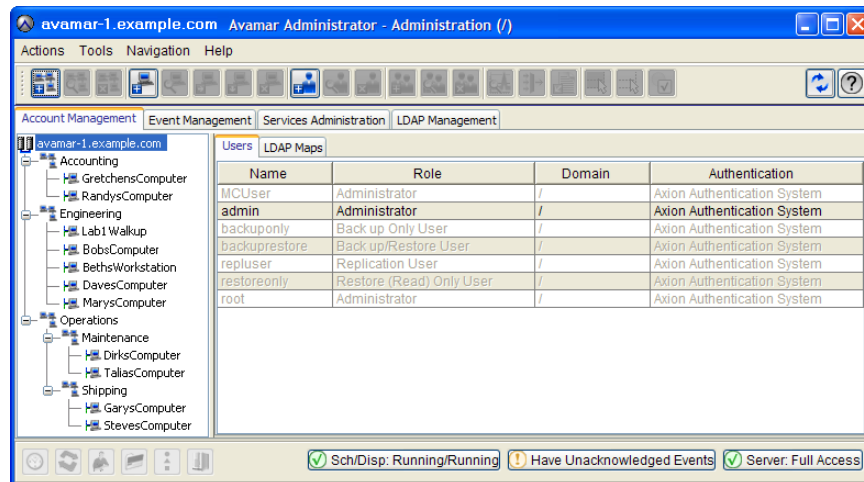 avamar-1.example.com Avamar Administrator - Administration (/)
Actions Tools Navigation Help
Account Management Event Management Services Administration LDAP Management
avamar-1.example.com
Accounting
GretchensComputer
RandysComputer
Engineering
Lab1Walkup
BobsComputer
BethsWorkstation
DavesComputer
MarysComputer
Operations
Maintenance
DirksComputer
TaliasComputer
Shipping
GarysComputer
StevesComputer
Users LDAP Maps
Name Role Domain Authentication
MCUser Administrator / Axion Authentication System
admin Administrator / Axion Authentication System
backuponly Back up Only User / Axion Authentication System
backuprestore Back up/Restore User / Axion Authentication System
repluser Replication User / Axion Authentication System
restoreonly Restore (Read) Only User / Axion Authentication System
root Administrator / Axion Authentication System
Sch/Disp: Running/Running Have Unacknowledged Events Server: Full Access